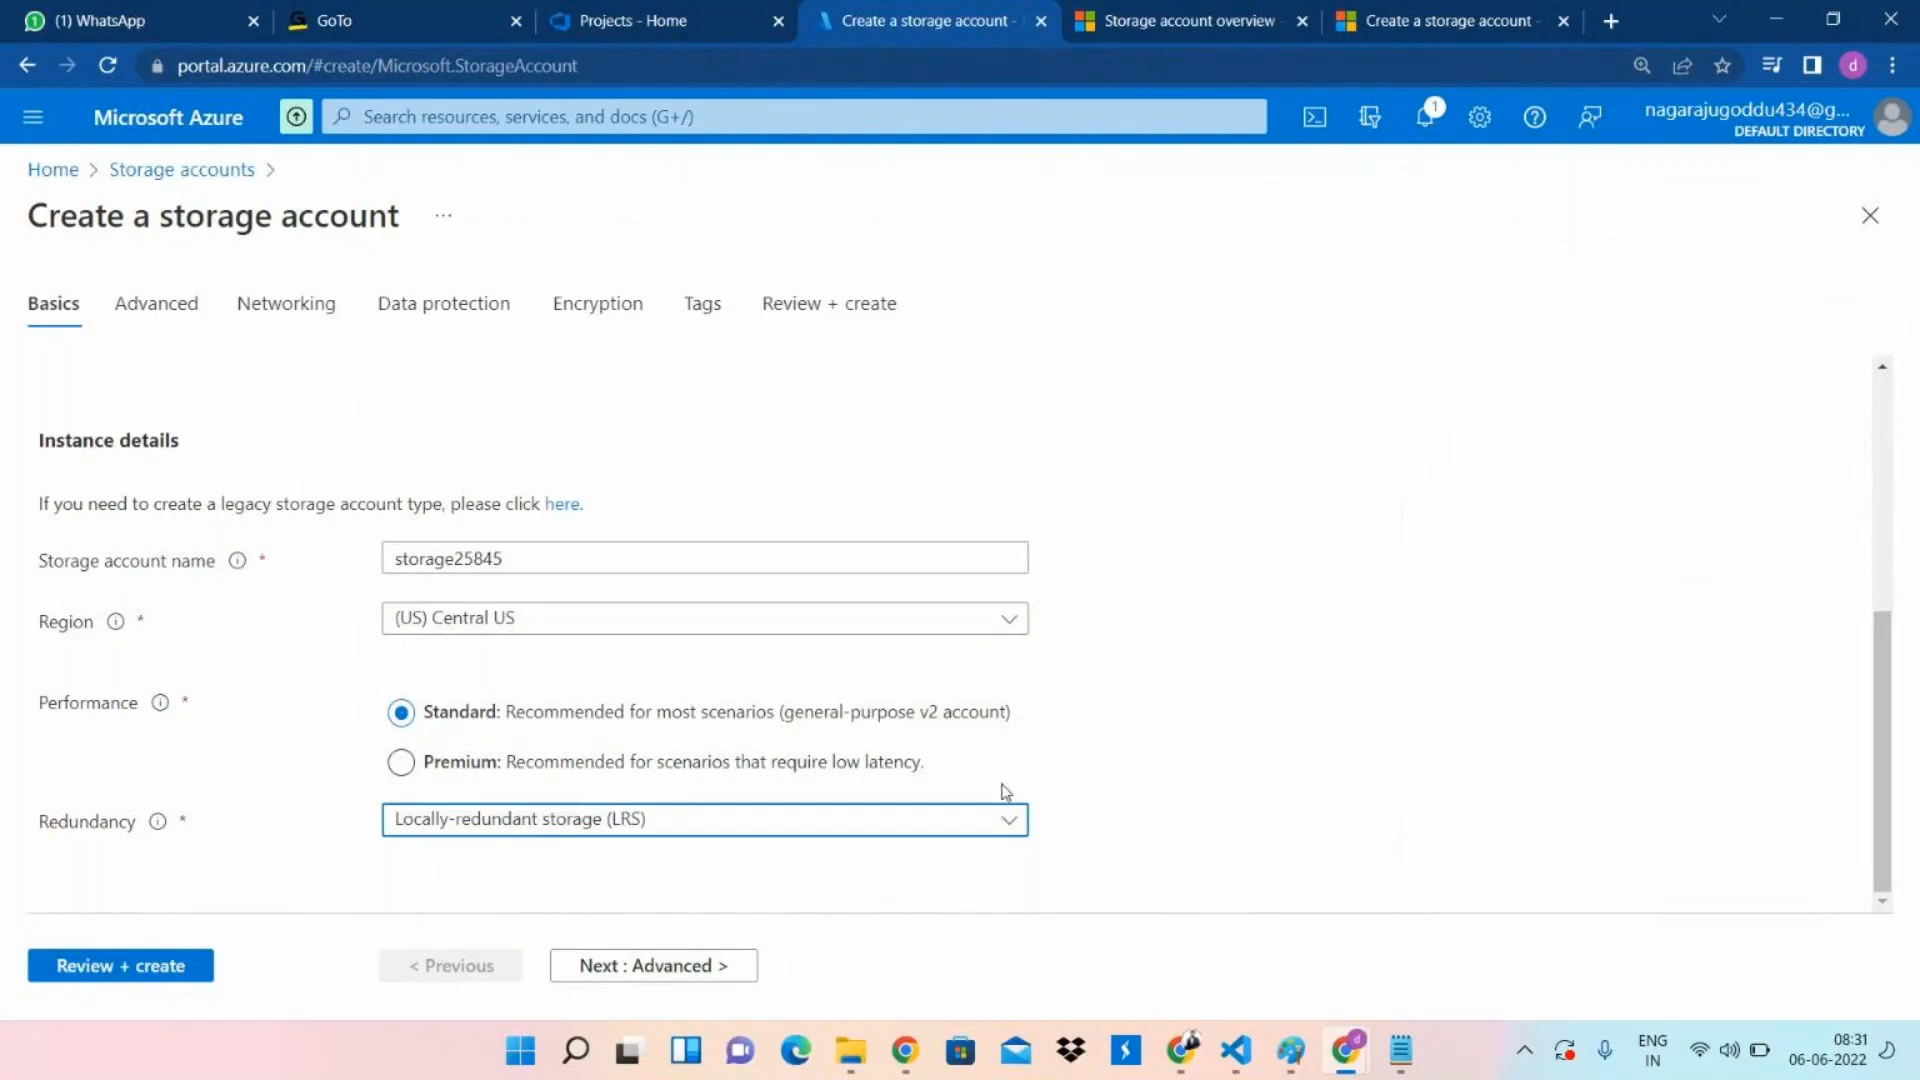 (1) WhatsApp
GoTo
Projects - Home
Create a storage account -
Storage account overview
Create a storage account -
portal.azure.com/#create/Microsoft.StorageAccount
d
Microsoft Azure
Search resources, services, and docs (G+/)
1
nagarajugoddu434@g...
DEFAULT DIRECTORY
Home > Storage accounts >
Create a storage account ...
Basics
Advanced
Networking
Data protection
Encryption
Tags
Review + create
Instance details
If you need to create a legacy storage account type, please click here.
Storage account name *
storage25845
Region *
(US) Central US
Performance *
Standard: Recommended for most scenarios (general-purpose v2 account)
Premium: Recommended for scenarios that require low latency.
Redundancy *
Locally-redundant storage (LRS)
Review + create
< Previous
Next : Advanced >
ENG
IN
08:31
06-06-2022